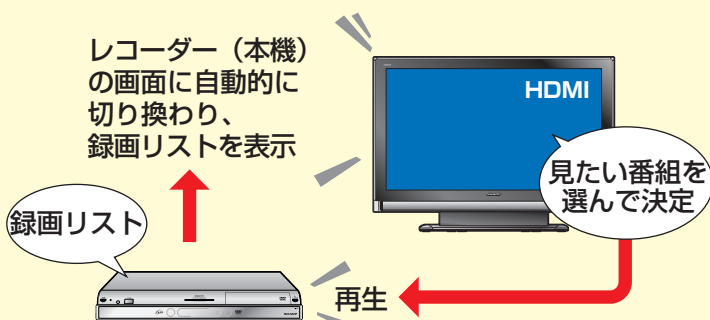 レコーダー（本機）
の画面に自動的に
切り換わり、
録画リストを表示
HDMI
見たい番組を
選んで決定
録画リスト
再生